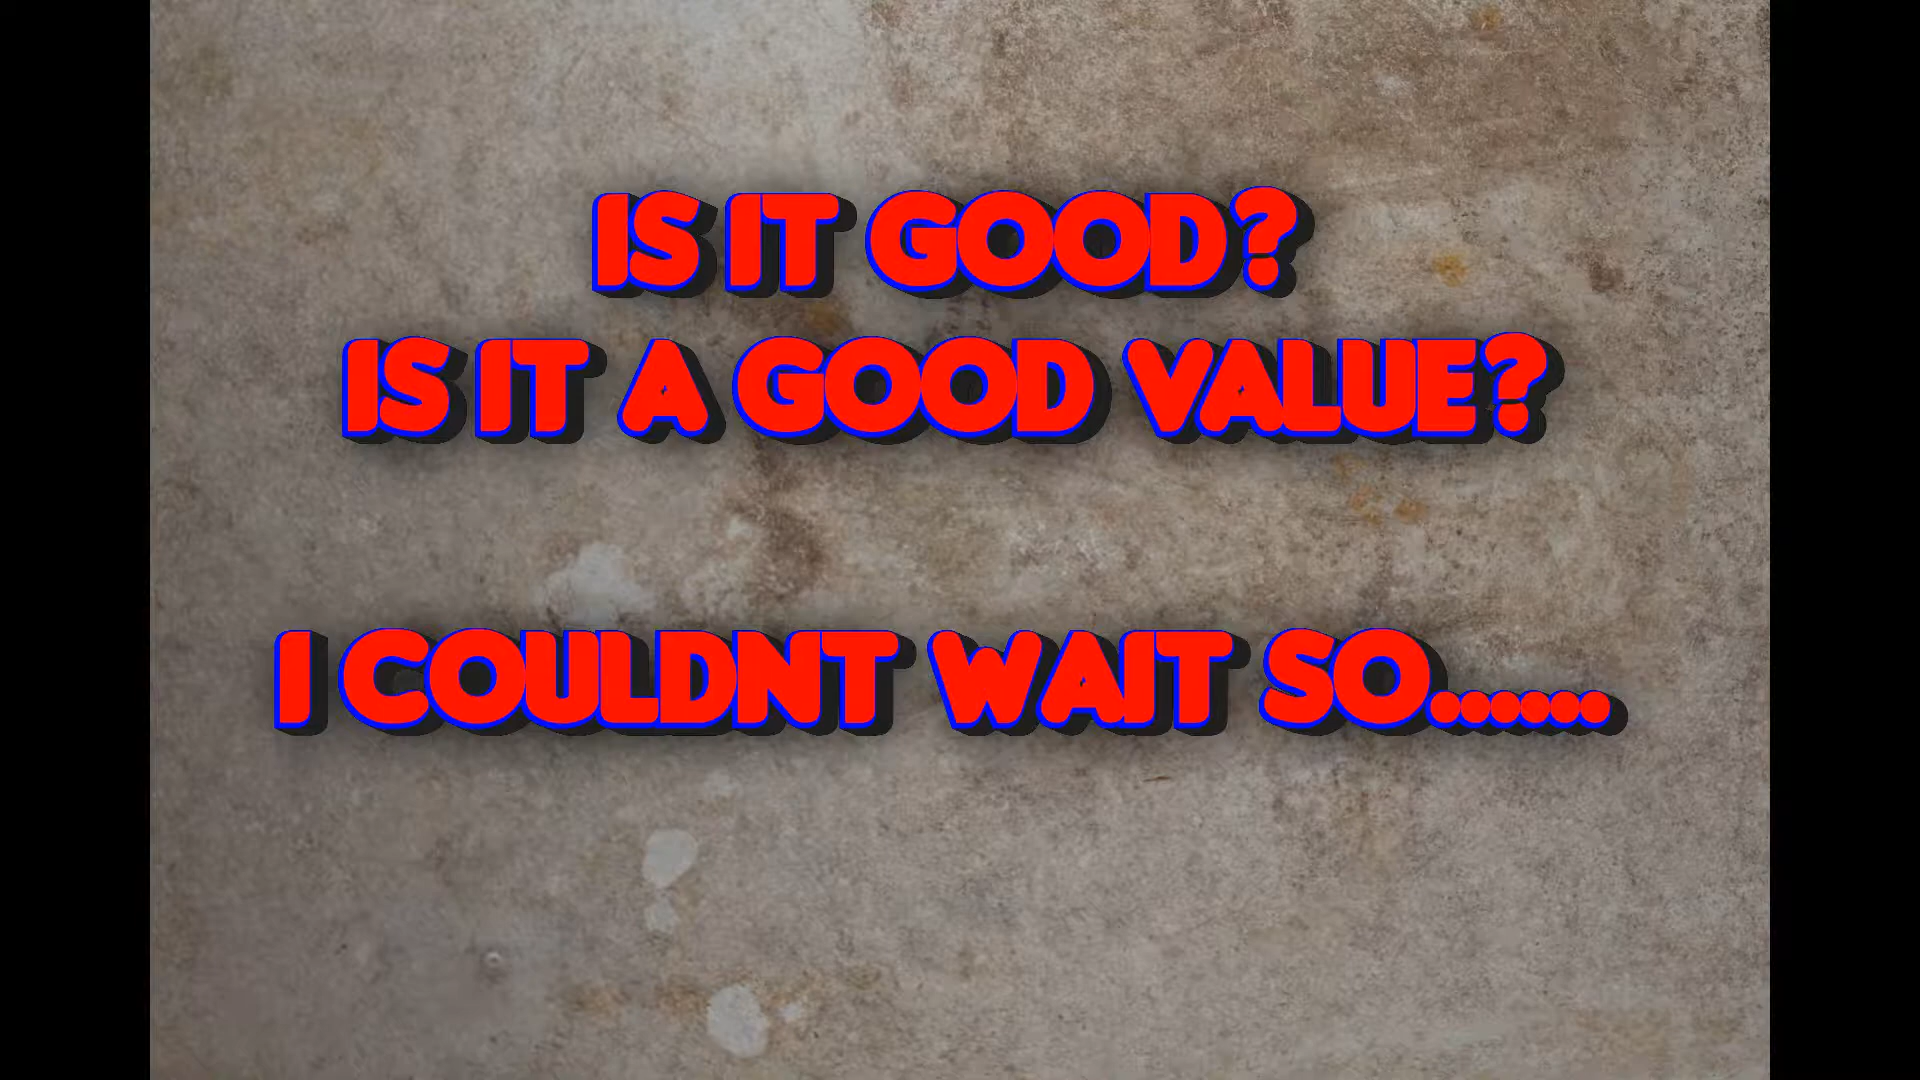 IS IT GOOD?
IS IT A GOOD VALUE?
I COULDNT WAIT SO......